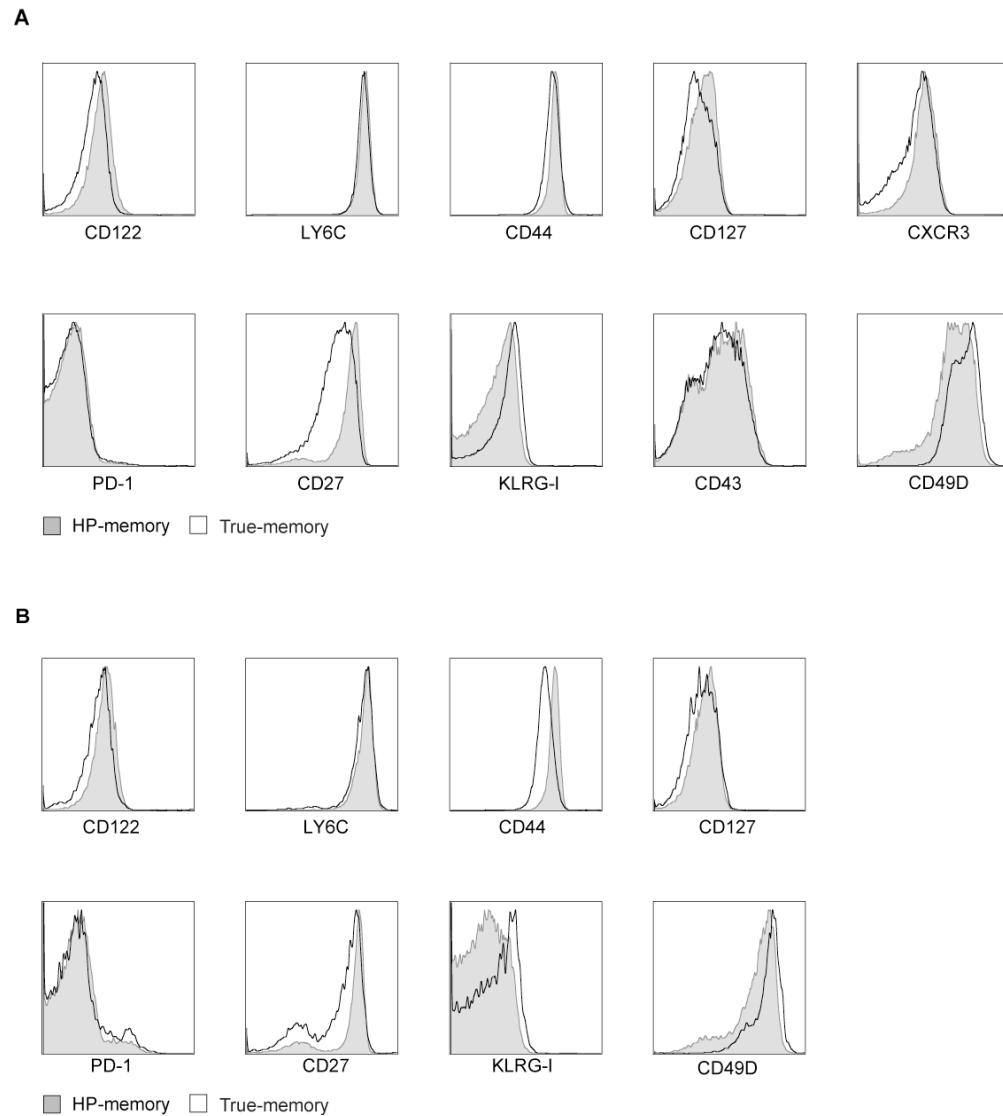 A
CD122 LY6C CD44 CD127 CXCR3
PD-1 CD27 KLRG-I CD43 CD49D
HP-memory True-memory
B
CD122 LY6C CD44 CD127
PD-1 CD27 KLRG-I CD49D
HP-memory True-memory